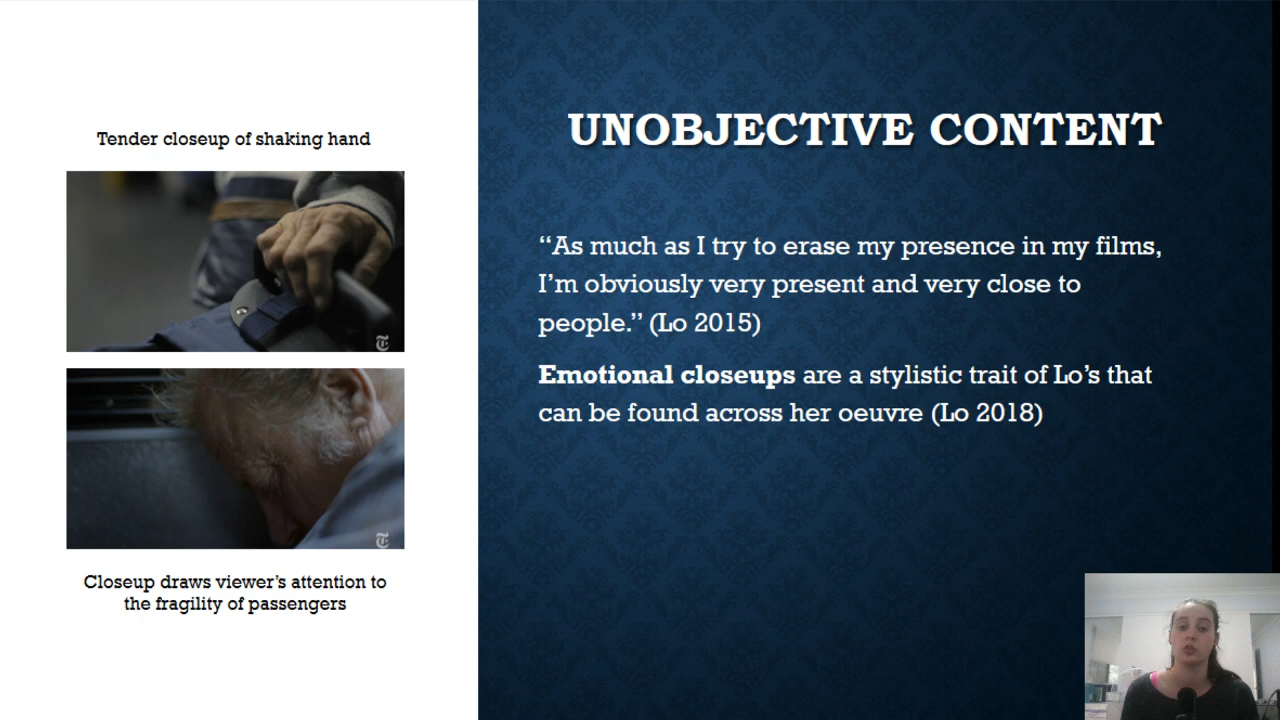 Tender closeup of shaking hand
Closeup draws viewer's attention to
the fragility of passengers
UNOBJECTIVE CONTENT
“As much as I try to erase my presence in my films,
I'm obviously very present and very close to
people.” (Lo 2015)
Emotional closeups are a stylistic trait of Lo's that
can be found across her oeuvre (Lo 2018)